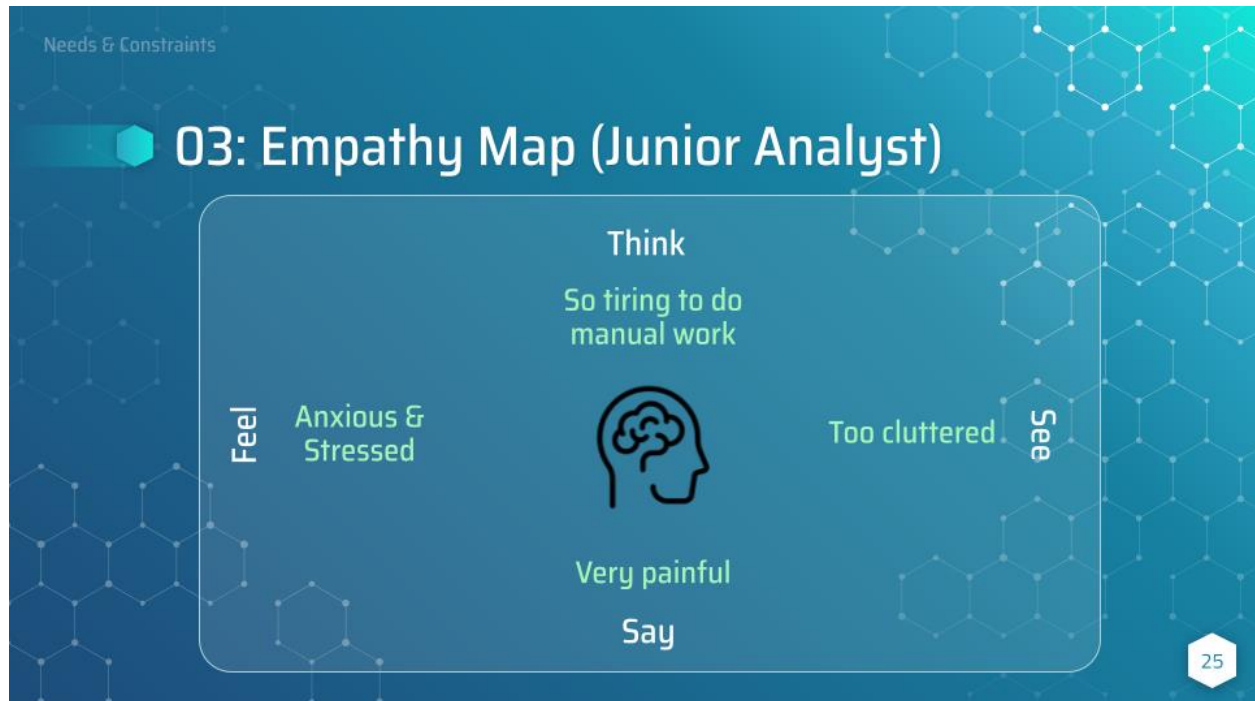 Needs & Constraints
03: Empathy Map (Junior Analyst)
Think
So tiring to do
manual work
Feel
Anxious &
Stressed
Too cluttered
See
Very painful
Say
25